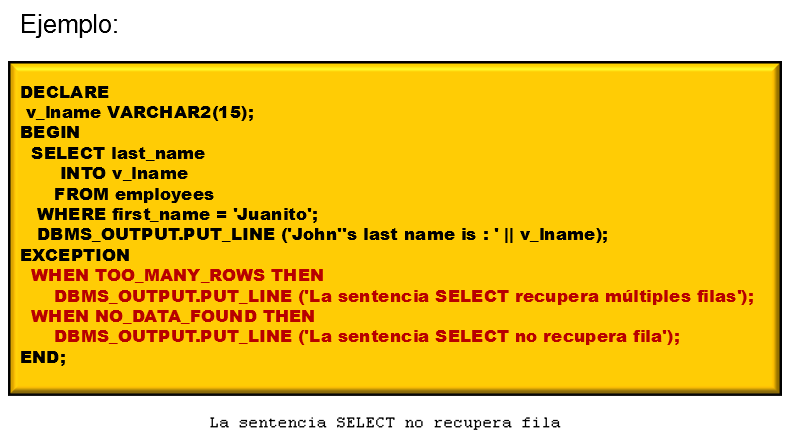 Ejemplo:
DECLARE
v_lname VARCHAR2(15);
BEGIN
SELECT last_name
INTO v_lname
FROM employees
WHERE first_name = 'Juanito';
DBMS_OUTPUT.PUT_LINE ('John''s last name is : ' || v_lname);
EXCEPTION
WHEN TOO_MANY_ROWS THEN
DBMS_OUTPUT.PUT_LINE ('La sentencia SELECT recupera múltiples filas');
WHEN NO_DATA_FOUND THEN
DBMS_OUTPUT.PUT_LINE ('La sentencia SELECT no recupera fila');
END;
La sentencia SELECT no recupera fila